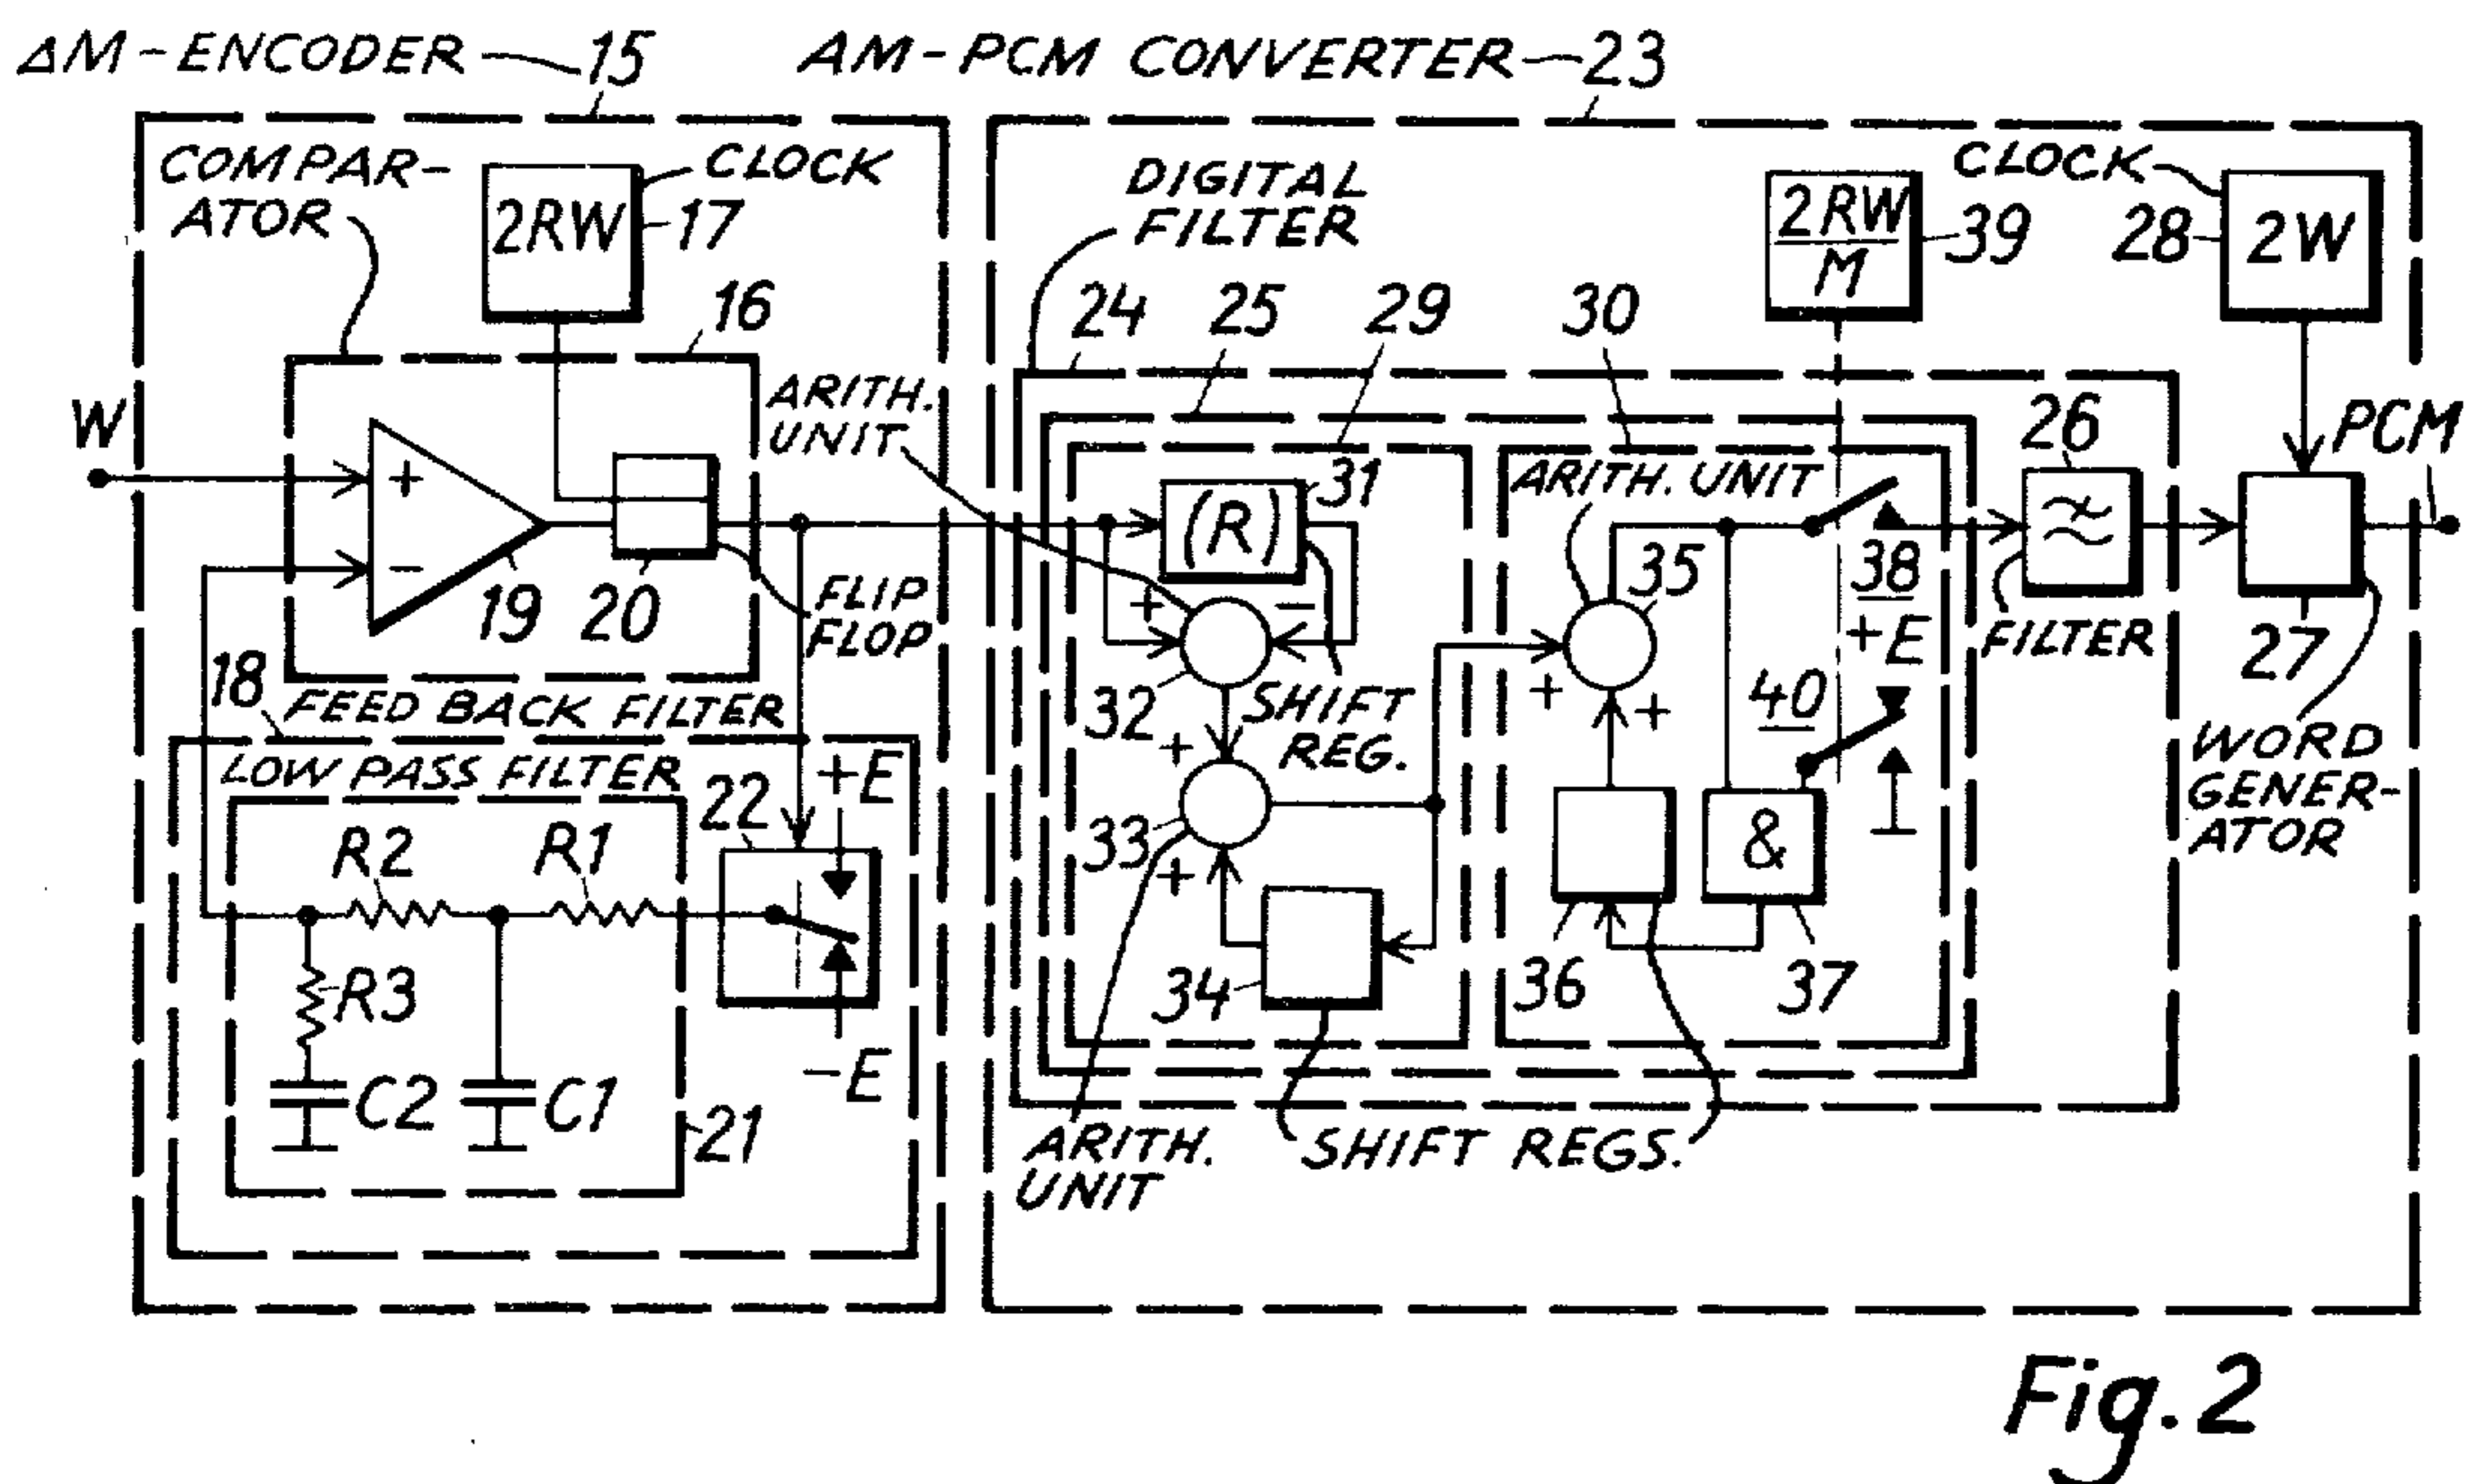 ΔM-ENCODER 15
AM-PCM CONVERTER 23
COMPAR-
ATOR
2RW
CLOCK
17
16
DIGITAL
FILTER
24
25
29
30
2RW
M
39
CLOCK
28
2W
W
ARITH.
UNIT
+
-
19
20
FLIP
FLOP
(R)
31
+
-
32
SHIFT
REG.
+
33
+
34
ARITH. UNIT
35
+
+
38
+E
40
&
36
37
26
FILTER
PCM
27
WORD
GENER-
ATOR
18
FEED BACK FILTER
LOW PASS FILTER
22
+E
-E
R2
R1
R3
C2
C1
21
ARITH.
UNIT
SHIFT REGS.
Fig. 2